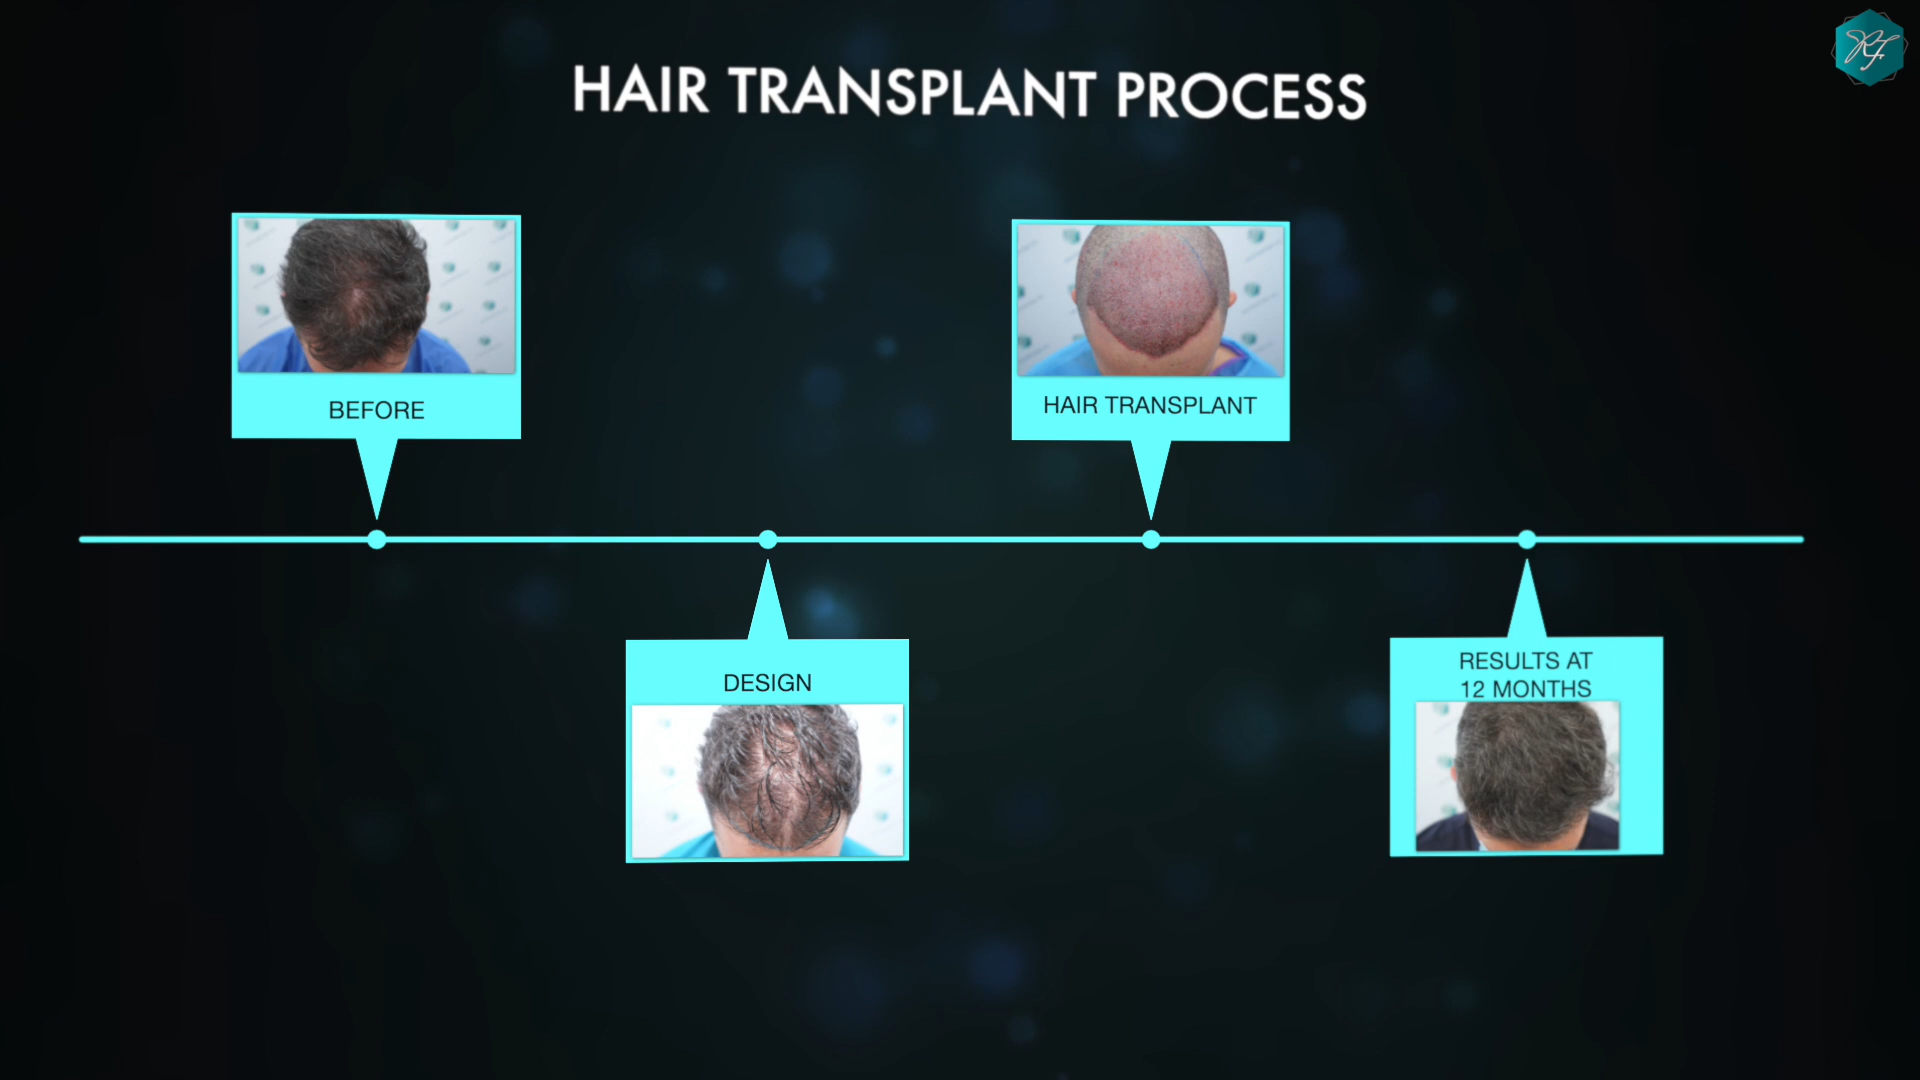 HAIR TRANSPLANT PROCESS
BEFORE
DESIGN
HAIR TRANSPLANT
RESULTS AT
12 MONTHS